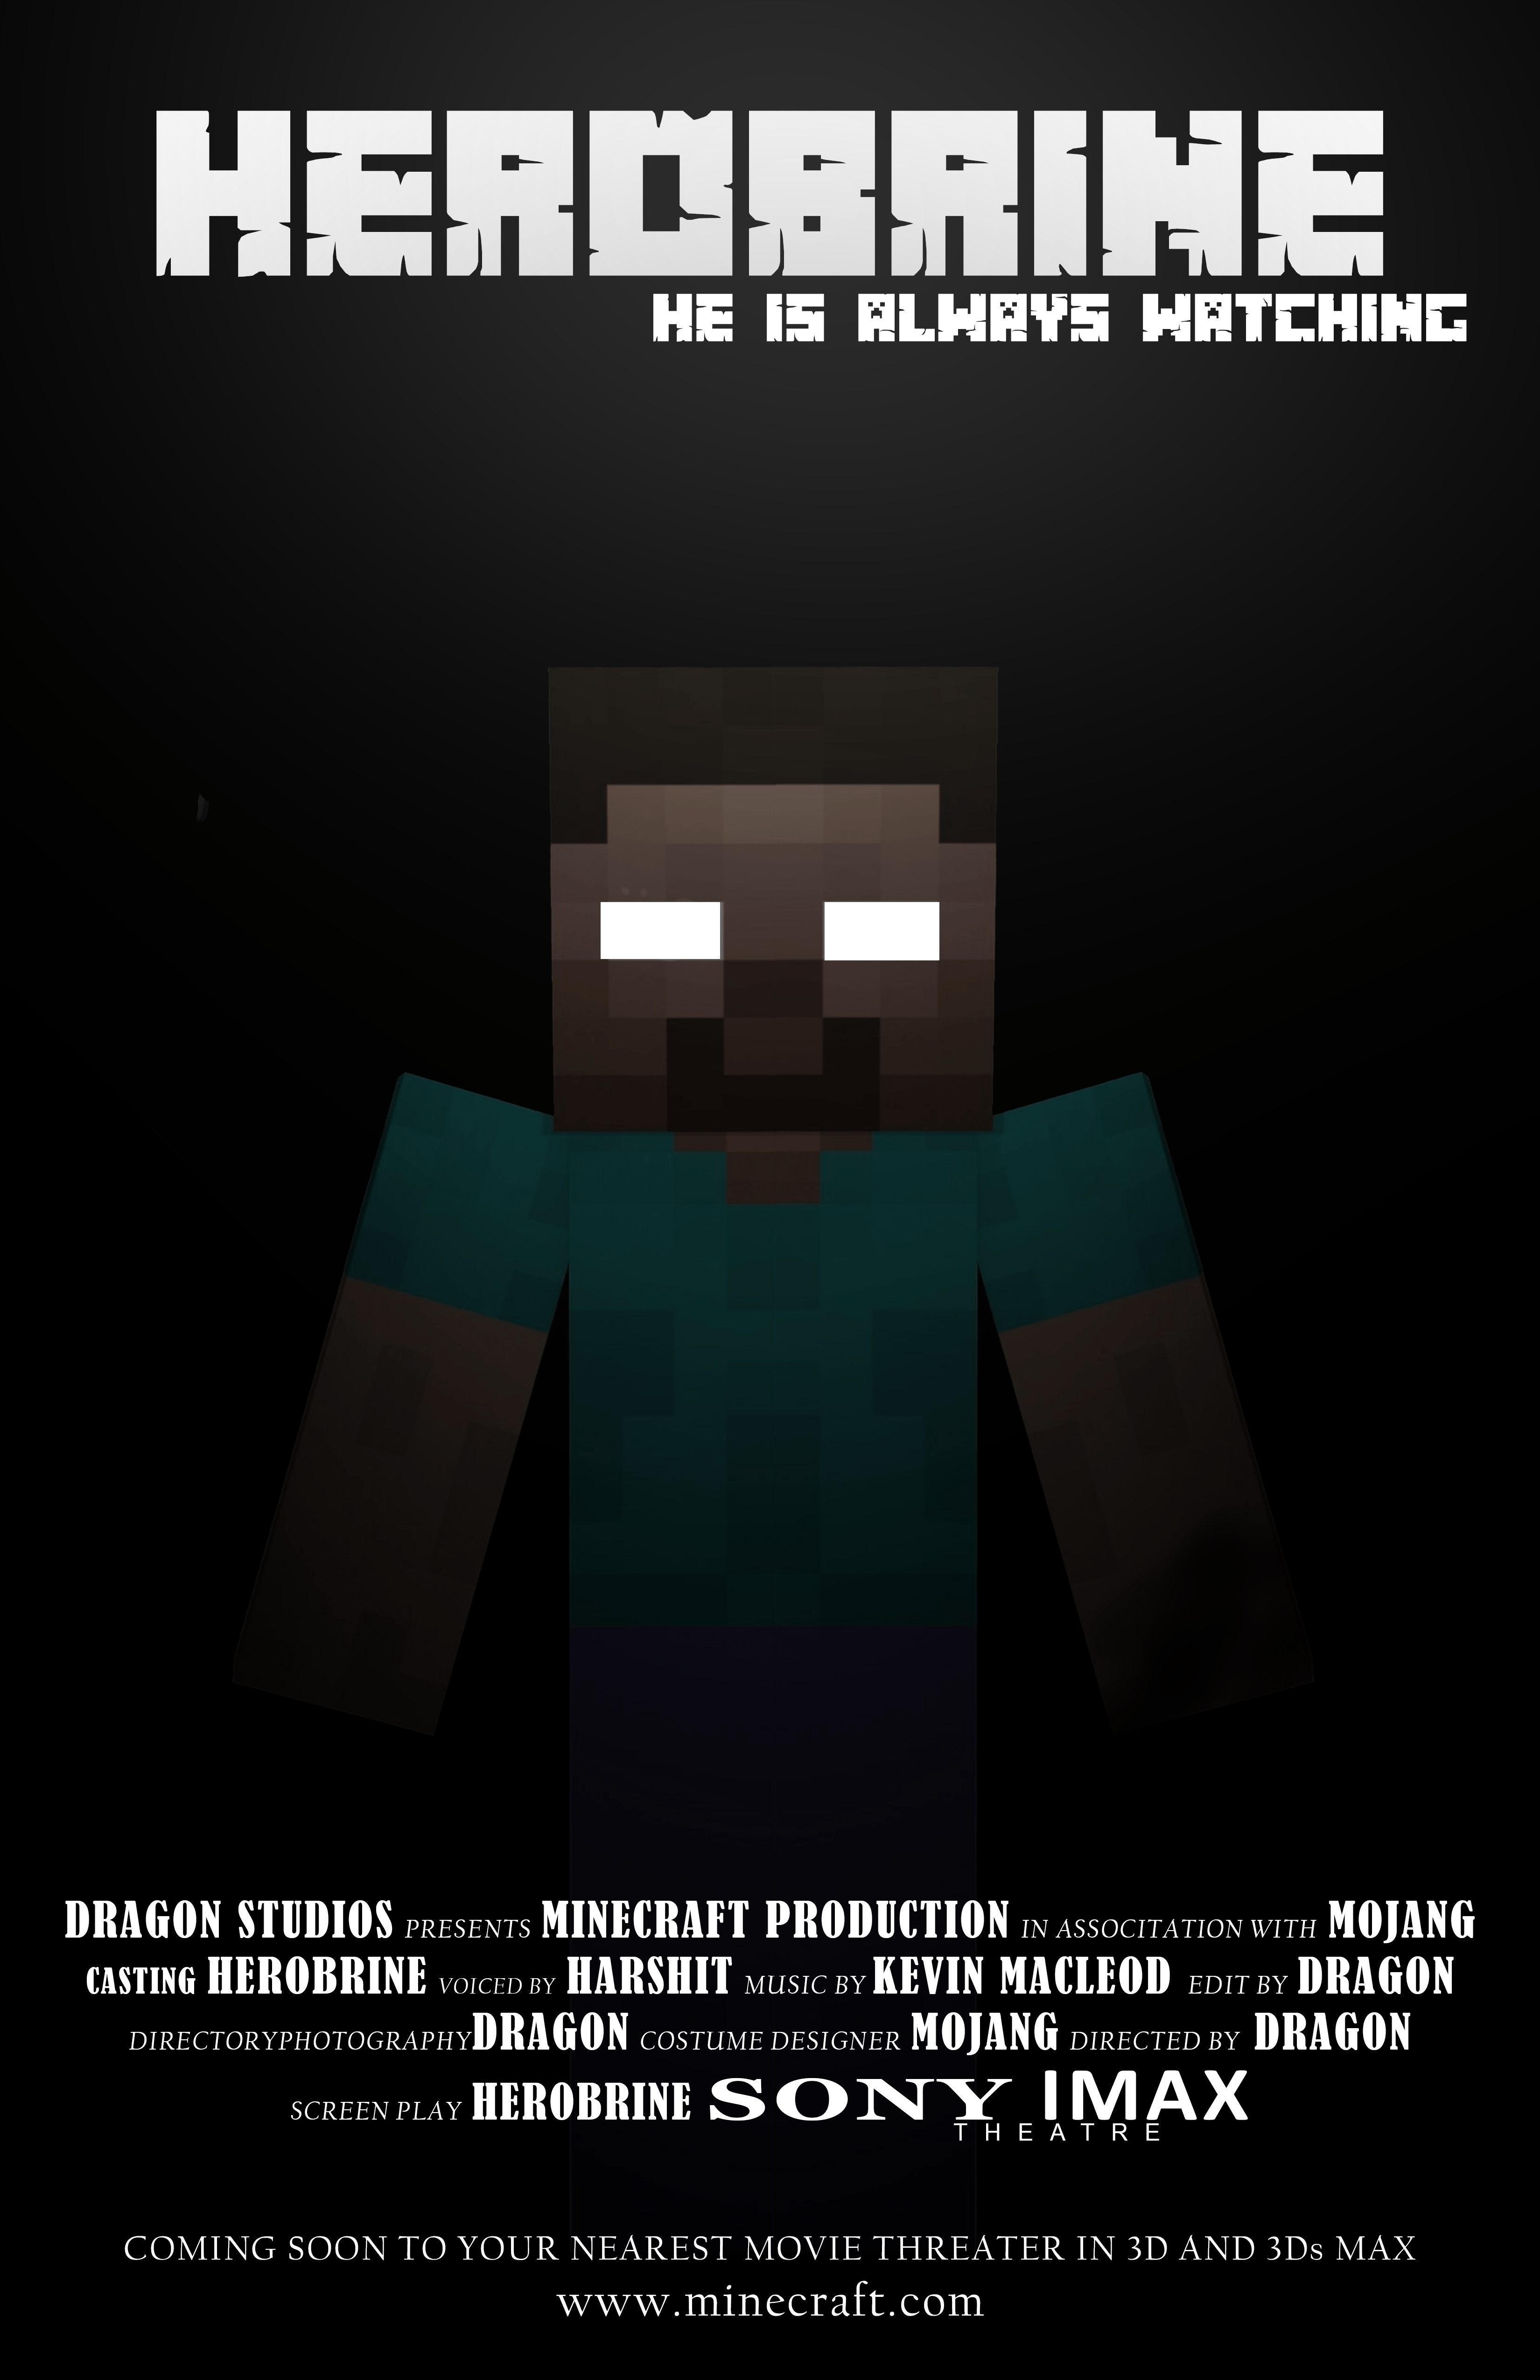 HEROBRINE
HE IS ALWAYS WATCHING
DRAGON STUDIOS PRESENTS MINECRAFT PRODUCTION IN ASSOCITATION WITH MOJANG
CASTING HEROBRINE VOICED BY HARSHIT MUSIC BY KEVIN MACLEOD EDIT BY DRAGON
DIRECTORYPHOTOGRAPHYDRAGON COSTUME DESIGNER MOJANG DIRECTED BY DRAGON
SCREEN PLAY HEROBRINE SONY IMAX
THEATRE
COMING SOON TO YOUR NEAREST MOVIE THREATER IN 3D AND 3Ds MAX
www.minecraft.com